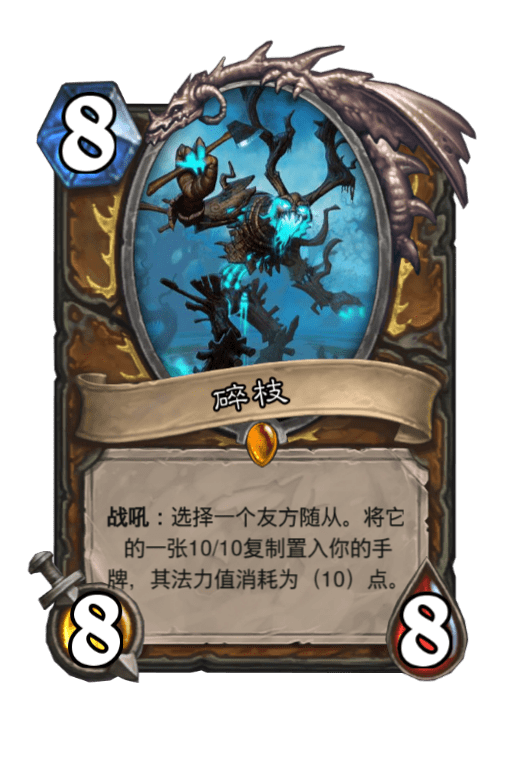 8
碎枝
战吼：选择一个友方随从。将它
的一张10/10复制置入你的手
牌，其法力值消耗为（10）点。
8
8